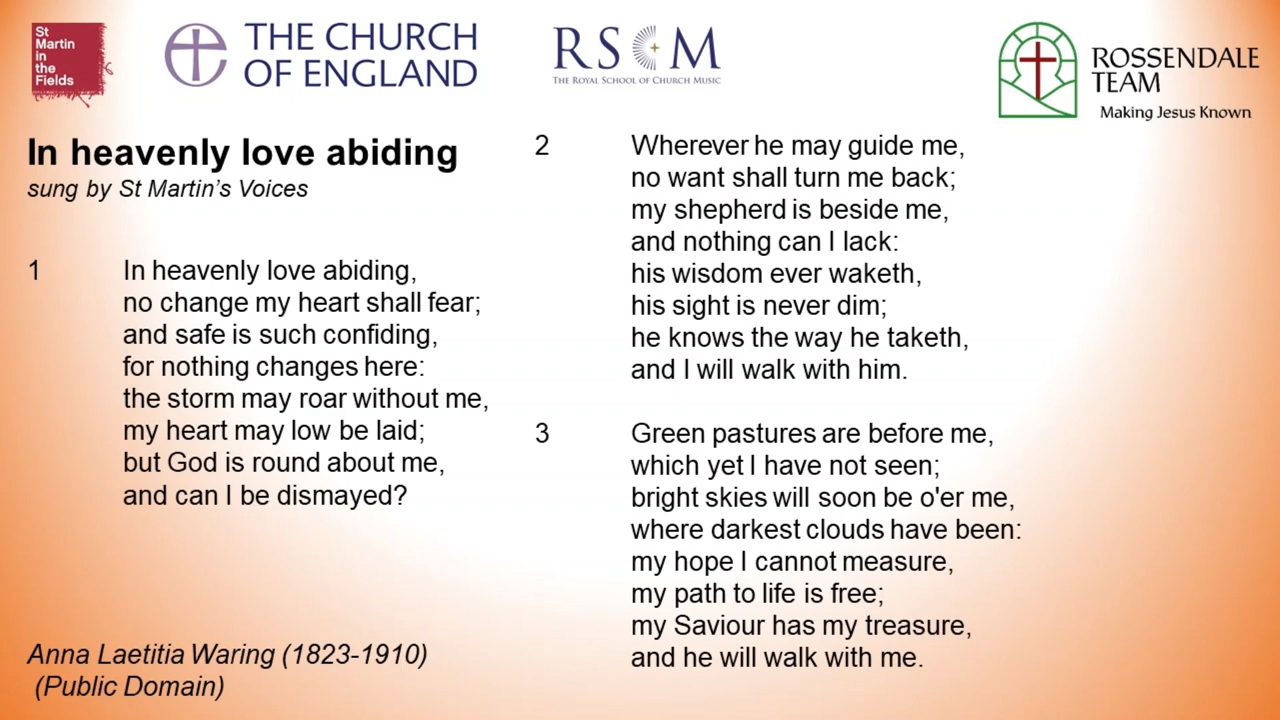 St
Martin
in
the
Fields
THE CHURCH
OF ENGLAND
RSCM
THE ROYAL SCHOOL OF CHURCH MUSIC
ROSSENDALE
TEAM
Making Jesus Known
In heavenly love abiding
sung by St Martin's Voices
1
In heavenly love abiding,
no change my heart shall fear;
and safe is such confiding,
for nothing changes here:
the storm may roar without me,
my heart may low be laid;
but God is round about me,
and can I be dismayed?
2
Wherever he may guide me,
no want shall turn me back;
my shepherd is beside me,
and nothing can I lack:
his wisdom ever waketh,
his sight is never dim;
he knows the way he taketh,
and I will walk with him.
3
Green pastures are before me,
which yet I have not seen;
bright skies will soon be o'er me,
where darkest clouds have been:
my hope I cannot measure,
my path to life is free;
my Saviour has my treasure,
and he will walk with me.
Anna Laetitia Waring (1823-1910)
(Public Domain)